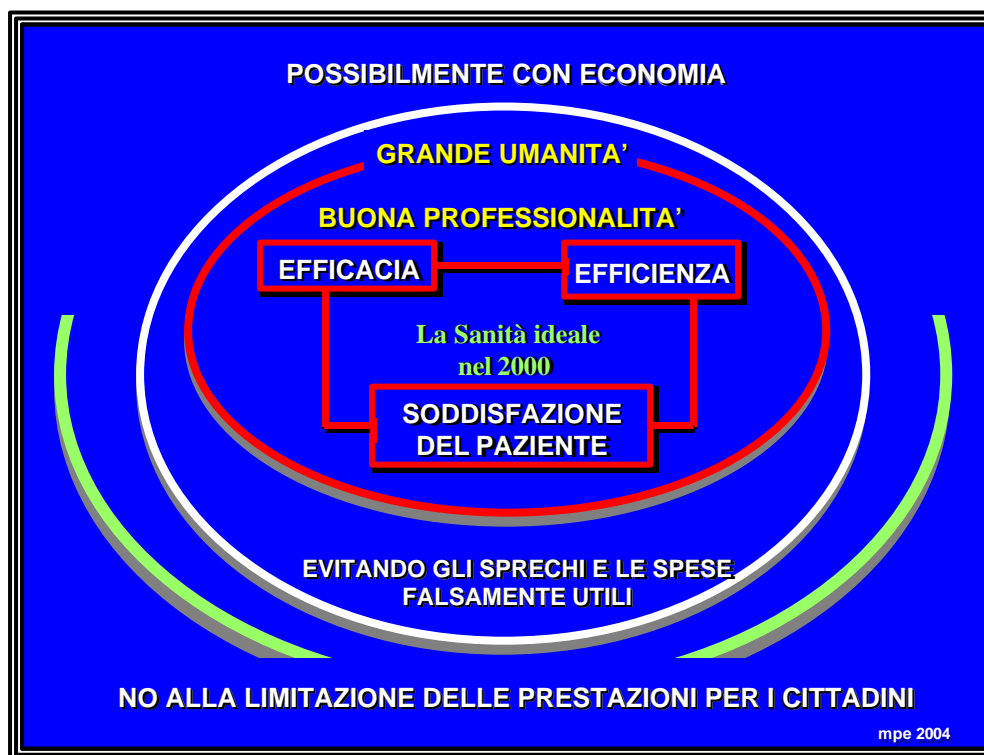 POSSIBILMENTE CON ECONOMIA
GRANDE UMANITA’
BUONA PROFESSIONALITA’
EFFICACIA
EFFICIENZA
La Sanità ideale
nel 2000
SODDISFAZIONE
DEL PAZIENTE
EVITANDO GLI SPRECHI E LE SPESE
FALSAMENTE UTILI
NO ALLA LIMITAZIONE DELLE PRESTAZIONI PER I CITTADINI
mpe 2004